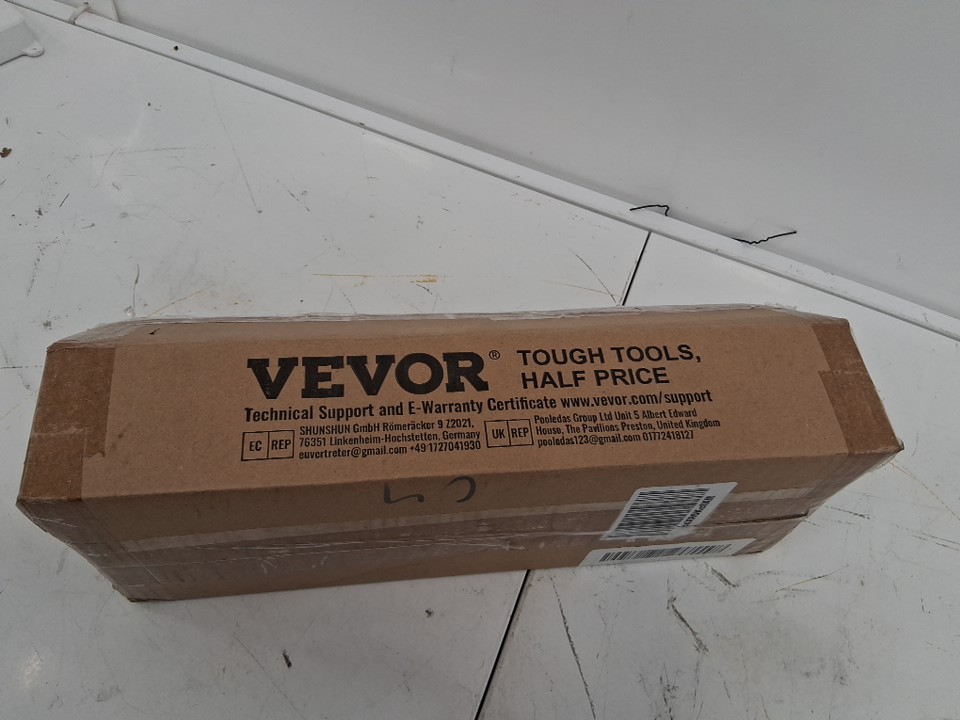 VEVOR®
TOUGH TOOLS,
HALF PRICE
Technical Support and E-Warranty Certificate www.vevor.com/support
EC REP
SHUNSHUN GmbH Römeräcker 9 Z2021,
76351 Linkenheim-Hochstetten, Germany
euvertreter@gmail.com +49 1727041930
UK REP
Pooledas Group Ltd Unit 5 Albert Edward
House, The Pavilions Preston, United Kingdom
pooledas123@gmail.com 01772418127